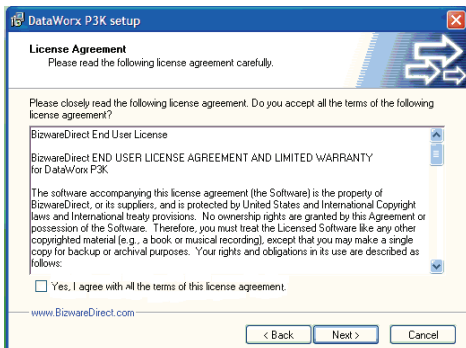 DataWorx P3K setup
License Agreement
Please read the following license agreement carefully.
Please closely read the following license agreement. Do you accept all the terms of the following
license agreement?
BizwareDirect End User License
BizwareDirect END USER LICENSE AGREEMENT AND LIMITED WARRANTY
for DataWorx P3K
The software accompanying this license agreement (the Software) is the property of
BizwareDirect, or its suppliers, and is protected by United States and International Copyright
laws and International treaty provisions. No ownership rights are granted by this Agreement or
possession of the Software. Therefore, you must treat the Licensed Software like any other
copyrighted material (e.g., a book or musical recording), except that you may make a single
copy for backup or archival purposes. Your rights and obligations in its use are described as
follows:
Yes, I agree with all the terms of this license agreement.
www.BizwareDirect.com
< Back Next > Cancel